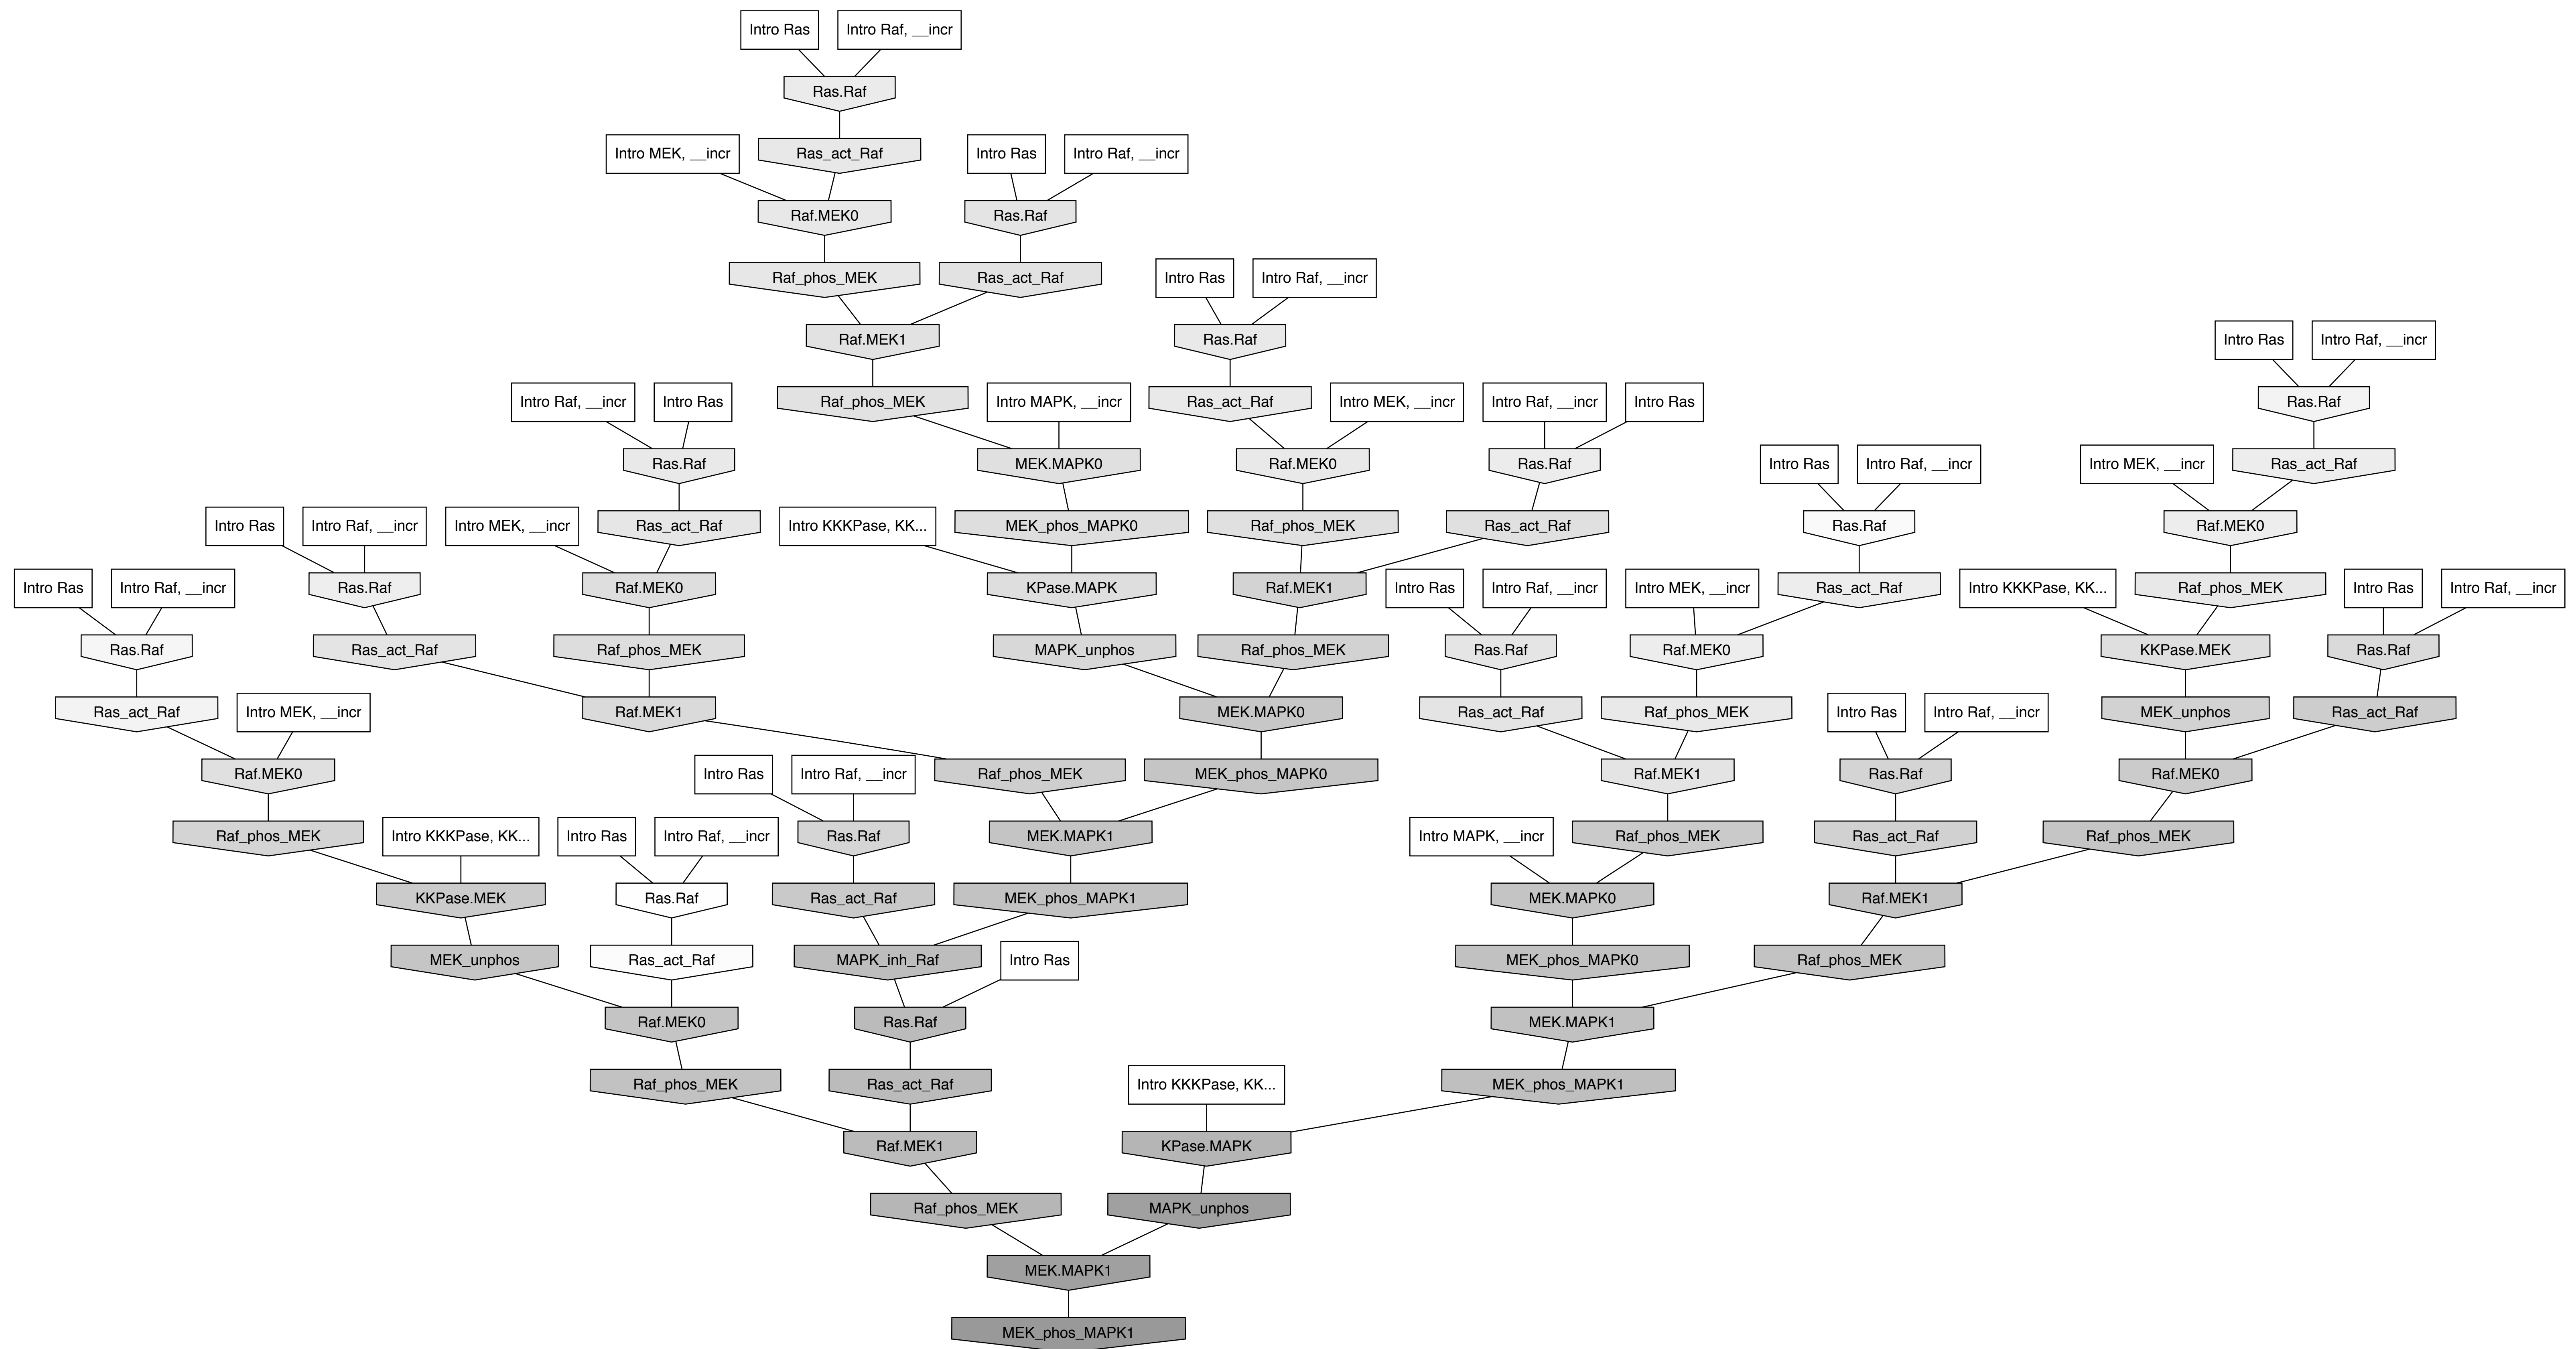 Intro Ras
Intro Raf, __incr
Ras.Raf
Intro MEK, __incr
Ras_act_Raf
Intro Ras
Intro Raf, __incr
Raf.MEK0
Ras.Raf
Raf_phos_MEK
Ras_act_Raf
Intro Ras
Intro Raf, __incr
Raf.MEK1
Ras.Raf
Intro Ras
Intro Raf, __incr
Intro Raf, __incr
Intro Ras
Raf_phos_MEK
Intro MAPK, __incr
Ras_act_Raf
Intro MEK, __incr
Intro Raf, __incr
Intro Ras
Ras.Raf
Ras.Raf
MEK.MAPK0
Raf.MEK0
Ras.Raf
Intro Ras
Intro Raf, __incr
Intro MEK, __incr
Ras_act_Raf
Intro Ras
Intro Raf, __incr
Intro MEK, __incr
Ras_act_Raf
Intro KKKPase, KK...
MEK_phos_MAPK0
Raf_phos_MEK
Ras_act_Raf
Ras.Raf
Raf.MEK0
Intro Ras
Intro Raf, __incr
Ras.Raf
Raf.MEK0
KPase.MAPK
Raf.MEK1
Intro Ras
Intro Raf, __incr
Intro MEK, __incr
Ras_act_Raf
Intro KKKPase, KK...
Raf_phos_MEK
Intro Ras
Intro Raf, __incr
Ras.Raf
Ras_act_Raf
Raf_phos_MEK
MAPK_unphos
Raf_phos_MEK
Ras.Raf
Raf.MEK0
KKPase.MEK
Ras.Raf
Ras_act_Raf
Intro MEK, __incr
Raf.MEK1
MEK.MAPK0
Ras_act_Raf
Raf_phos_MEK
Intro Ras
Intro Raf, __incr
MEK_unphos
Ras_act_Raf
Raf.MEK0
Intro Ras
Intro Raf, __incr
Raf_phos_MEK
MEK_phos_MAPK0
Raf.MEK1
Ras.Raf
Raf.MEK0
Raf_phos_MEK
Intro KKKPase, KK...
Intro Ras
Intro Raf, __incr
Ras.Raf
MEK.MAPK1
Intro MAPK, __incr
Raf_phos_MEK
Ras_act_Raf
Raf_phos_MEK
KKPase.MEK
Ras.Raf
Ras_act_Raf
MEK_phos_MAPK1
MEK.MAPK0
Raf.MEK1
MEK_unphos
Ras_act_Raf
MAPK_inh_Raf
Intro Ras
MEK_phos_MAPK0
Raf_phos_MEK
Raf.MEK0
Ras.Raf
MEK.MAPK1
Raf_phos_MEK
Ras_act_Raf
Intro KKKPase, KK...
MEK_phos_MAPK1
Raf.MEK1
KPase.MAPK
Raf_phos_MEK
MAPK_unphos
MEK.MAPK1
MEK_phos_MAPK1